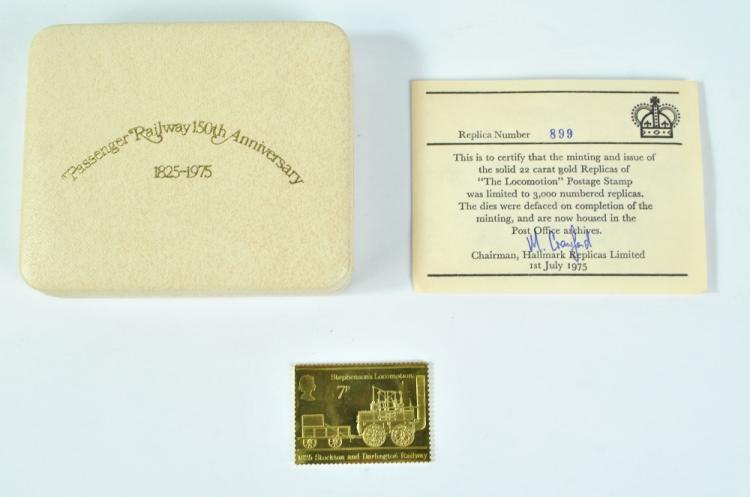 Passenger Railway 150th Anniversary
1825-1975
Replica Number 899
This is to certify that the minting and issue of
the solid 22 carat gold Replicas of
"The Locomotion" Postage Stamp
was limited to 3,000 numbered replicas.
The dies were defaced on completion of the
minting, and are now housed in the
Post Office archives.
M. Crawford
Chairman, Hallmark Replicas Limited
1st July 1975
Stephenson's Locomotion
7P
1825 Stockton and Darlington Railway